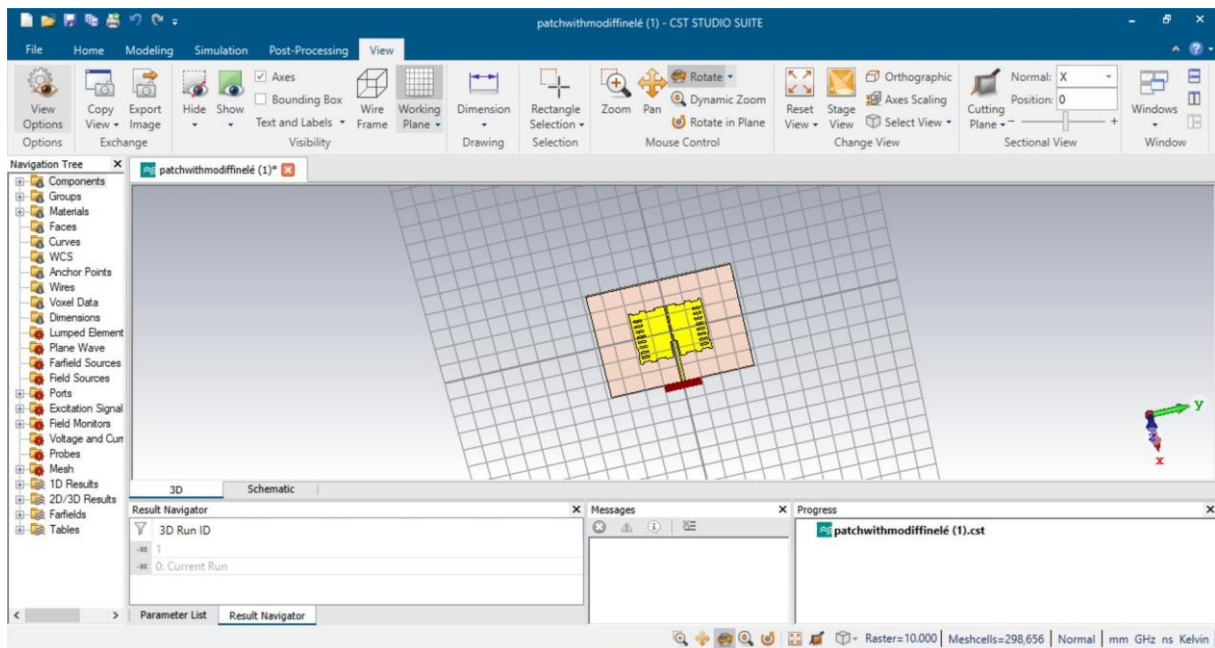 patchwithmodiffinelé (1) - CST STUDIO SUITE
File Home Modeling Simulation Post-Processing View
View Options
Copy View
Export Image
Hide
Show
Axes
Bounding Box
Text and Labels
Wire Frame
Working Plane
Dimension
Rectangle Selection
Zoom
Pan
Rotate
Dynamic Zoom
Rotate in Plane
Reset View
Stage View
Orthographic
Axes Scaling
Select View
Cutting Plane
Normal: X
Position: 0
Windows
Options Exchange Visibility Drawing Selection Mouse Control Change View Sectional View Window
Navigation Tree
patchwithmodiffinelé (1)*
Components
Groups
Materials
Faces
Curves
WCS
Anchor Points
Wires
Voxel Data
Dimensions
Lumped Element
Plane Wave
Farfield Sources
Field Sources
Ports
Excitation Signal
Field Monitors
Voltage and Curr
Probes
Mesh
1D Results
2D/3D Results
Farfields
Tables
y
z
x
3D Schematic
Result Navigator
3D Run ID
1
0: Current Run
Parameter List Result Navigator
Messages
Progress
patchwithmodiffinelé (1).cst
Raster=10.000 Meshcells=298,656 Normal mm GHz ns Kelvin